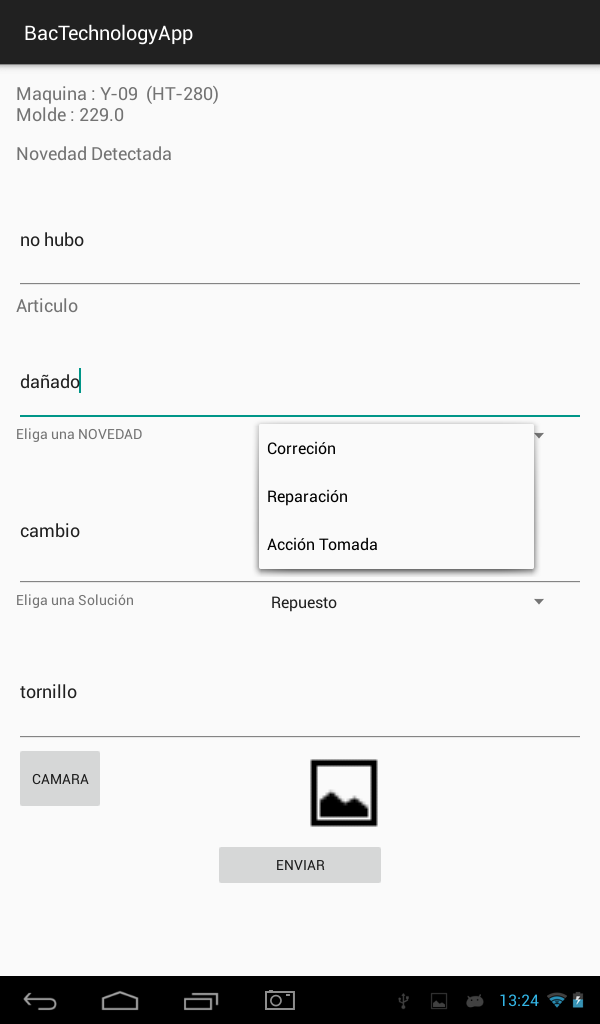 BacTechnologyApp
Maquina : Y-09  (HT-280)
Molde : 229.0
Novedad Detectada
no hubo
Articulo
dañado
Eliga una NOVEDAD
Correción
Reparación
Acción Tomada
cambio
Eliga una Solución
Repuesto
tornillo
CAMARA
ENVIAR
13:24